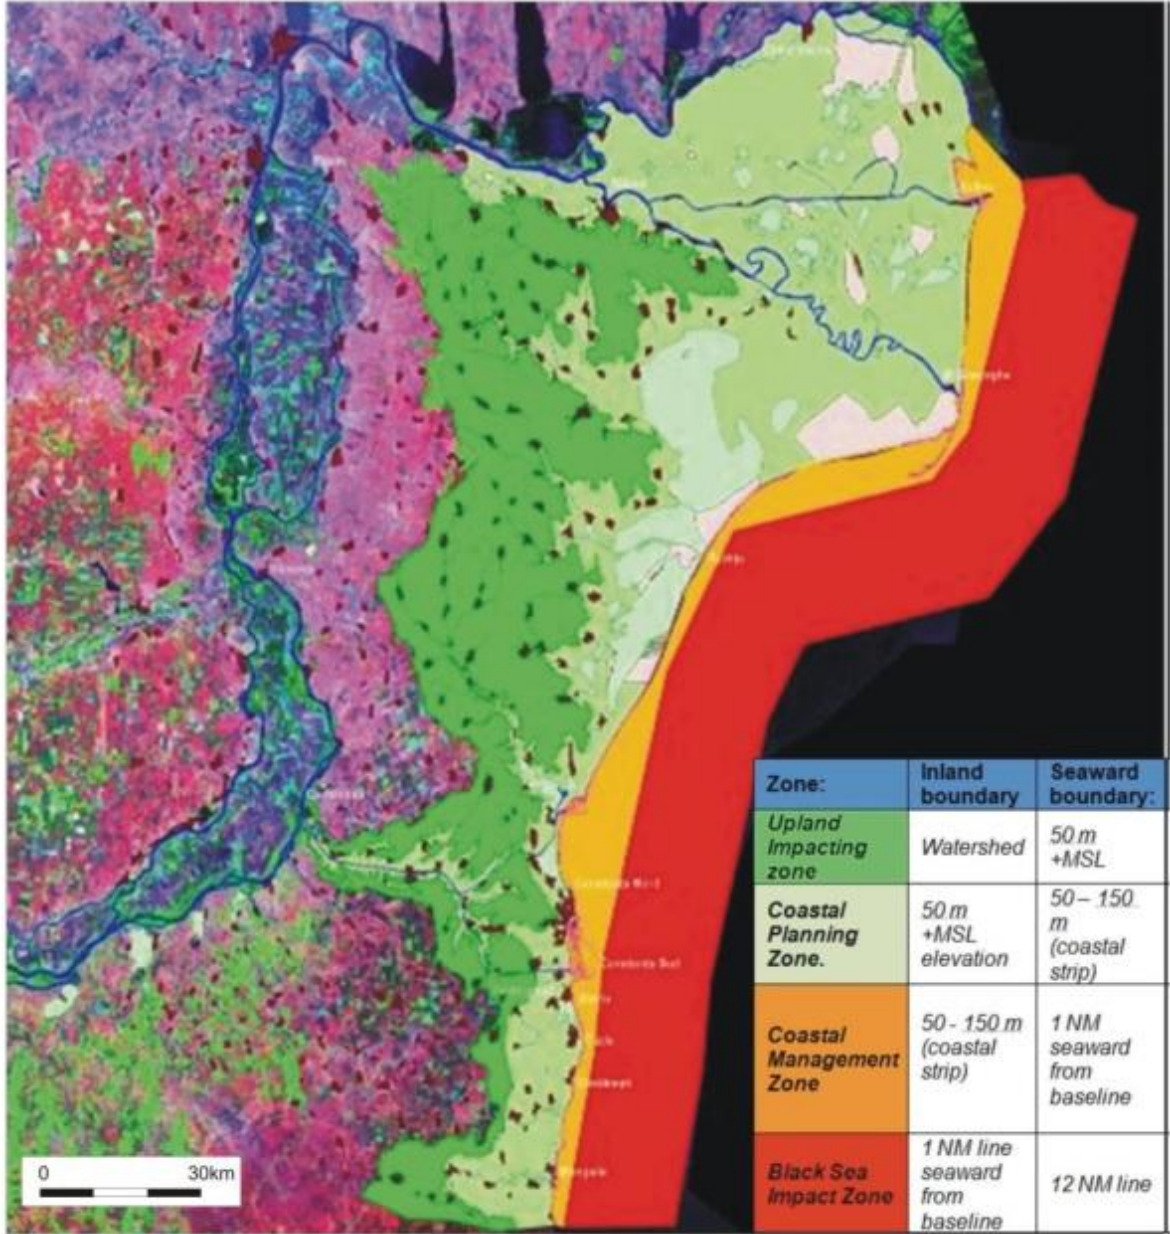 Zone:
Inland boundary
Seaward boundary:
Upland Impacting zone
Watershed
50 m +MSL
Coastal Planning Zone.
50 m +MSL elevation
50 – 150 m (coastal strip)
Coastal Management Zone
50 - 150 m (coastal strip)
1 NM seaward from baseline
Black Sea Impact Zone
1 NM line seaward from baseline
12 NM line
0
30km